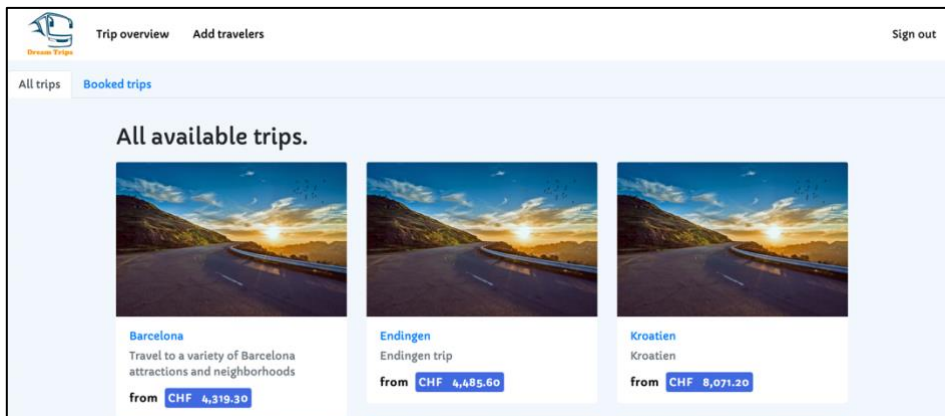 Dream Trips
Trip overview Add travelers Sign out
All trips Booked trips
All available trips.
Barcelona
Travel to a variety of Barcelona
attractions and neighborhoods
from CHF 4,319.30
Endingen
Endingen trip
from CHF 4,485.60
Kroatien
Kroatien
from CHF 8,071.20